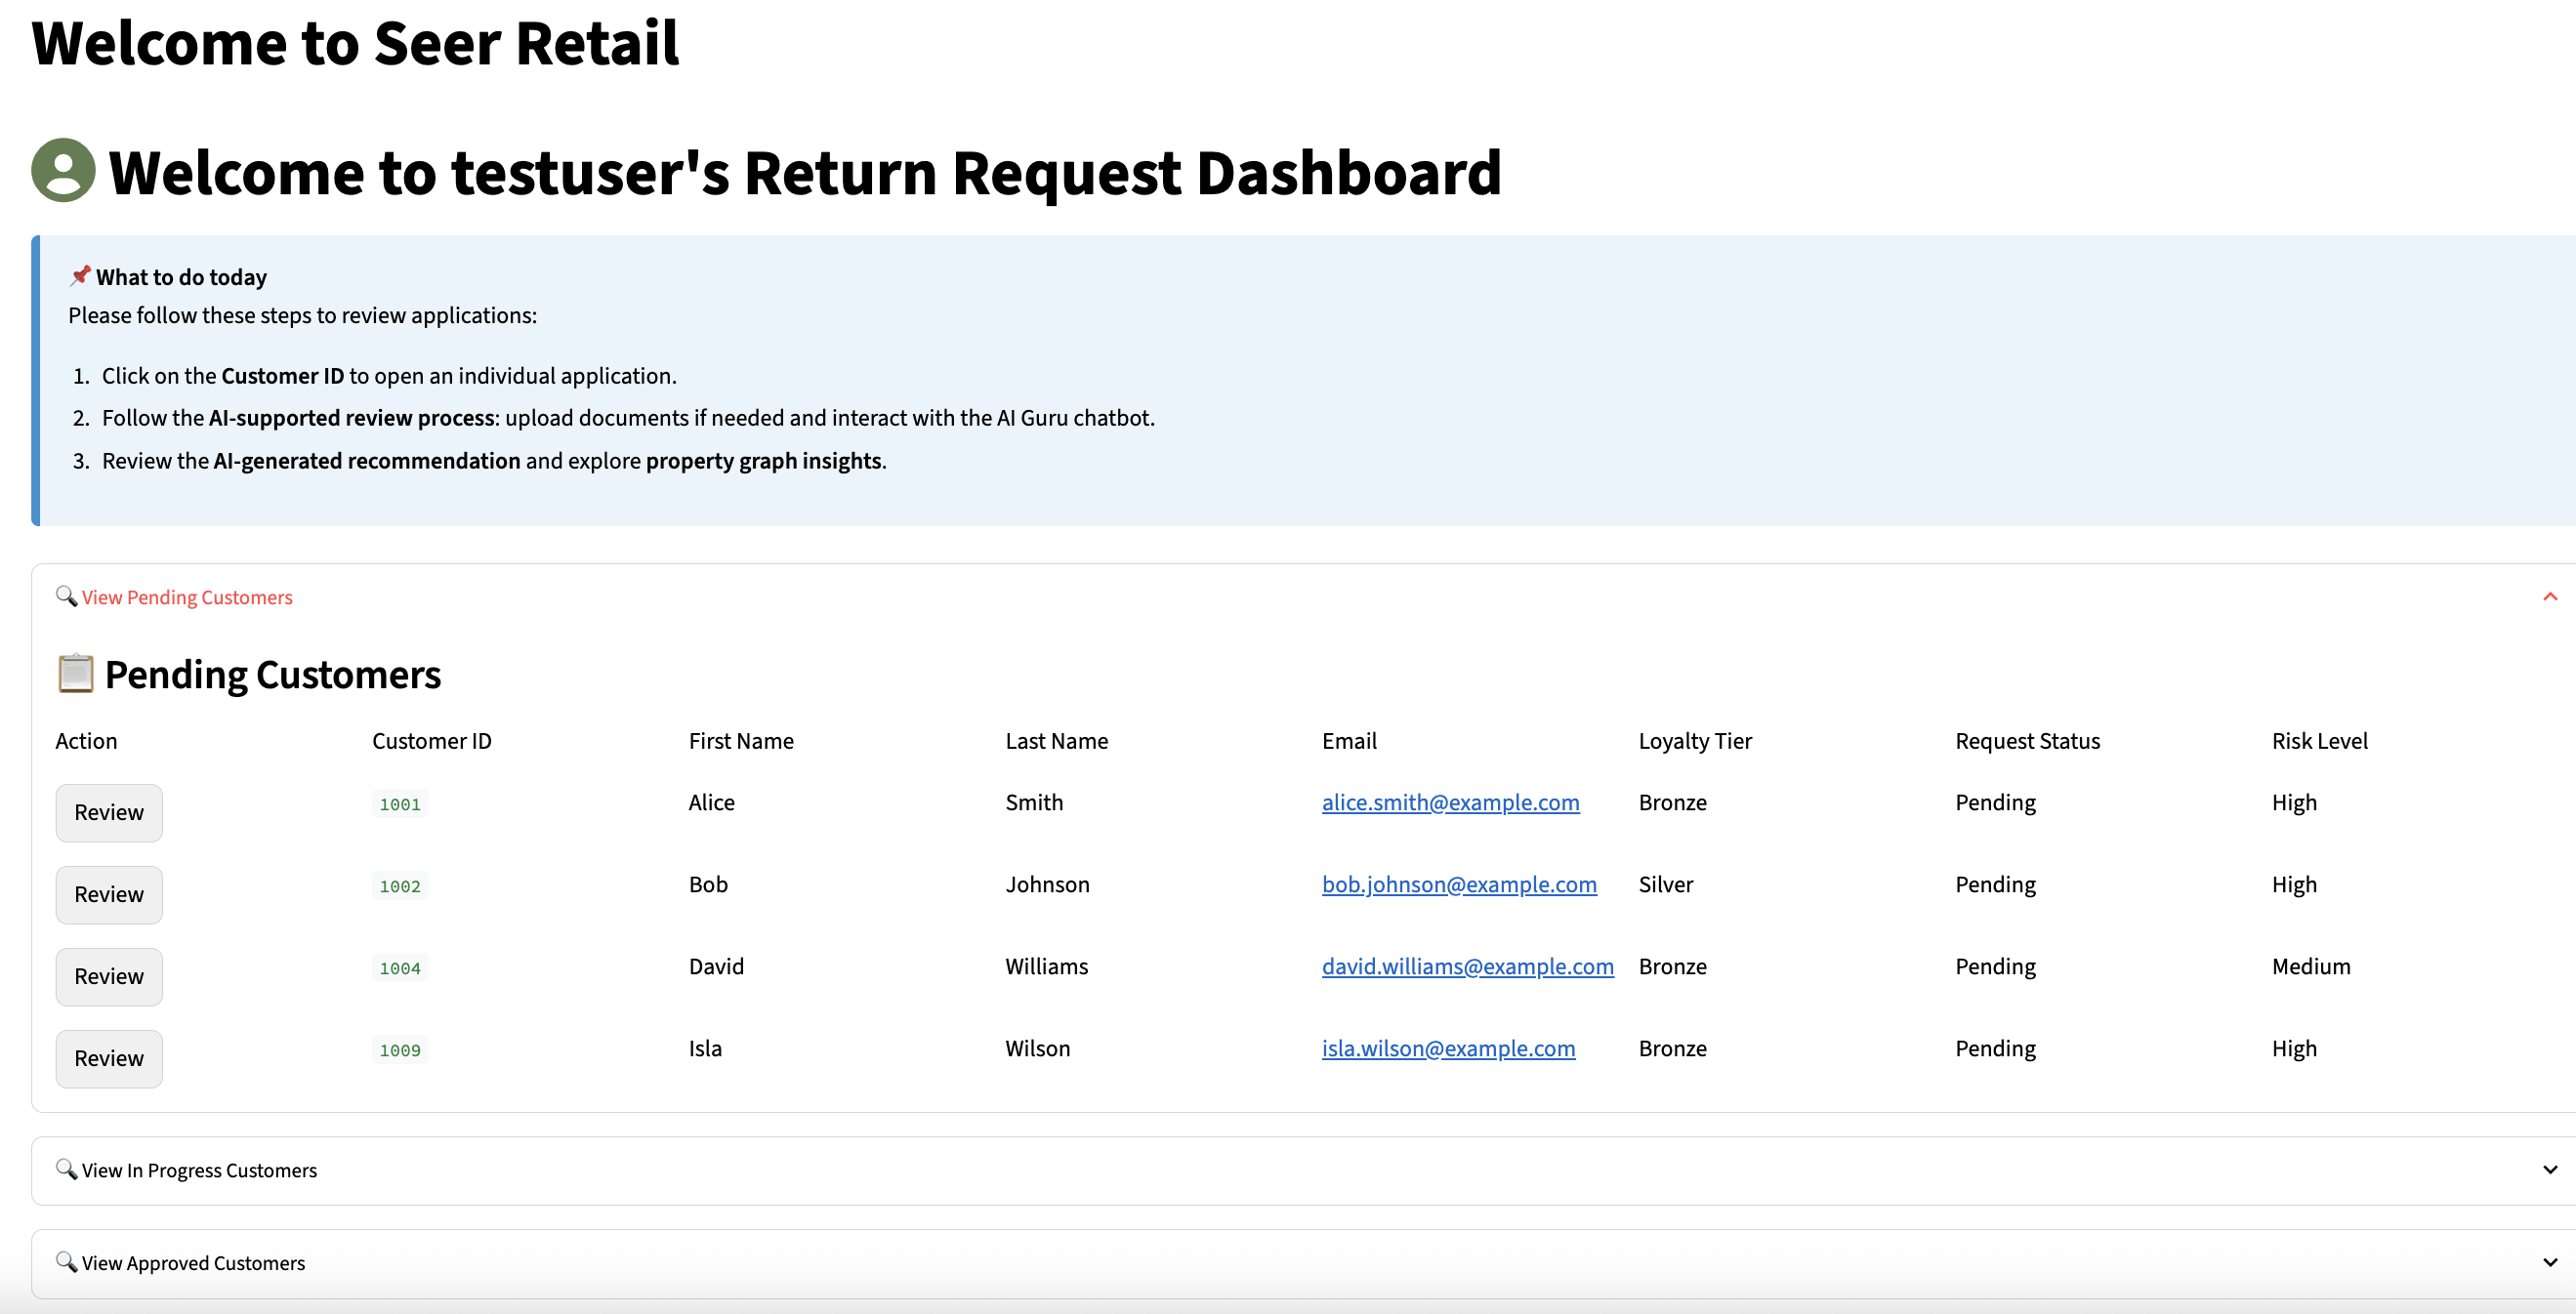 Welcome to Seer Retail
Welcome to testuser's Return Request Dashboard
What to do today
Please follow these steps to review applications:
1. Click on the Customer ID to open an individual application.
2. Follow the AI-supported review process: upload documents if needed and interact with the AI Guru chatbot.
3. Review the AI-generated recommendation and explore property graph insights.
View Pending Customers
Pending Customers
Action Customer ID First Name Last Name Email Loyalty Tier Request Status Risk Level
Review 1001 Alice Smith alice.smith@example.com Bronze Pending High
Review 1002 Bob Johnson bob.johnson@example.com Silver Pending High
Review 1004 David Williams david.williams@example.com Bronze Pending Medium
Review 1009 Isla Wilson isla.wilson@example.com Bronze Pending High
View In Progress Customers
View Approved Customers